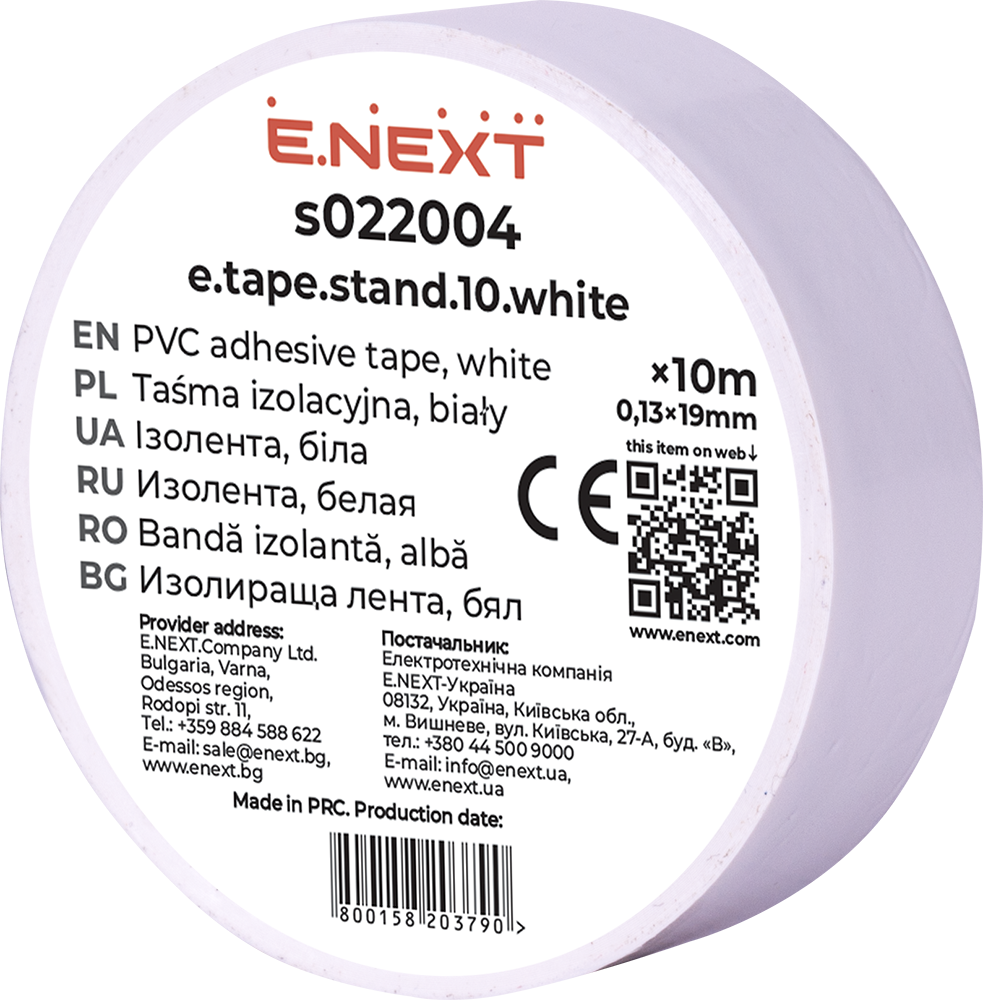 E.NEXT
s022004
e.tape.stand.10.white
EN PVC adhesive tape, white
PL Taśma izolacyjna, biały
UA Ізолента, біла
RU Изолента, белая
RO Bandă izolantă, albă
BG Изолираща лента, бял
×10m
0,13×19mm
this item on web↓
CE
www.enext.com
Provider address:
E.NEXT.Company Ltd.
Bulgaria, Varna,
Odessos region,
Rodopi str. 11,
Tel.: +359 884 588 622
E-mail: sale@enext.bg,
www.enext.bg
Постачальник:
Електротехнічна компанія
E.NEXT-Україна
08132, Україна, Київська обл.,
м. Вишневе, вул. Київська, 27-А, буд. «В»,
тел.: +380 44 500 9000
E-mail: info@enext.ua,
www.enext.ua
Made in PRC. Production date:
800158 203790 >